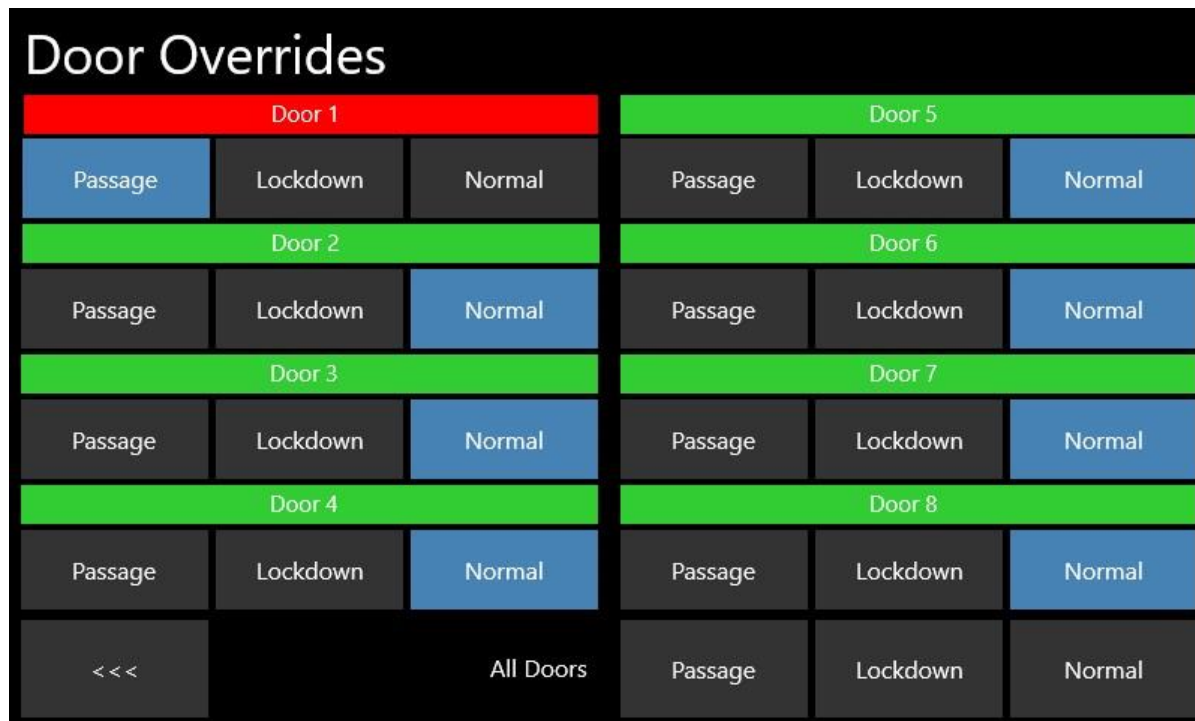 Door Overrides
Door 1
Passage Lockdown Normal
Door 2
Passage Lockdown Normal
Door 3
Passage Lockdown Normal
Door 4
Passage Lockdown Normal
Door 5
Passage Lockdown Normal
Door 6
Passage Lockdown Normal
Door 7
Passage Lockdown Normal
Door 8
Passage Lockdown Normal
<<< All Doors Passage Lockdown Normal